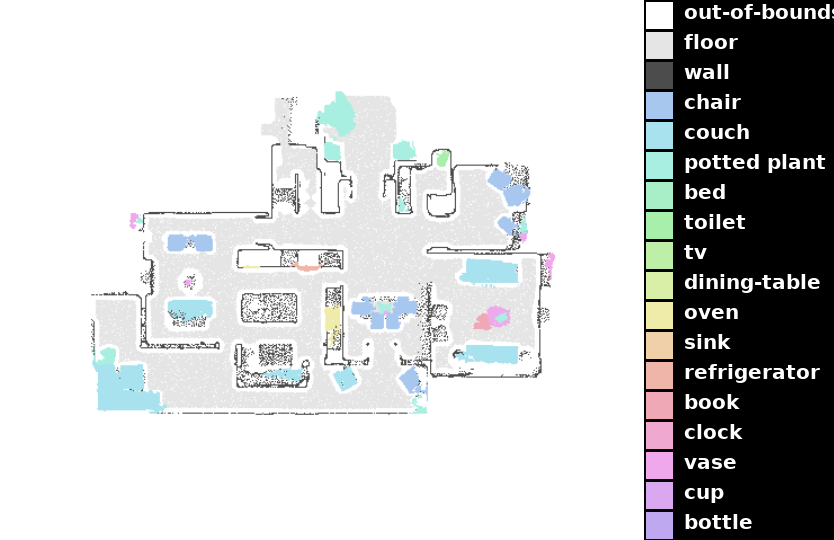 out-of-bounds
floor
wall
chair
couch
potted plant
bed
toilet
tv
dining-table
oven
sink
refrigerator
book
clock
vase
cup
bottle